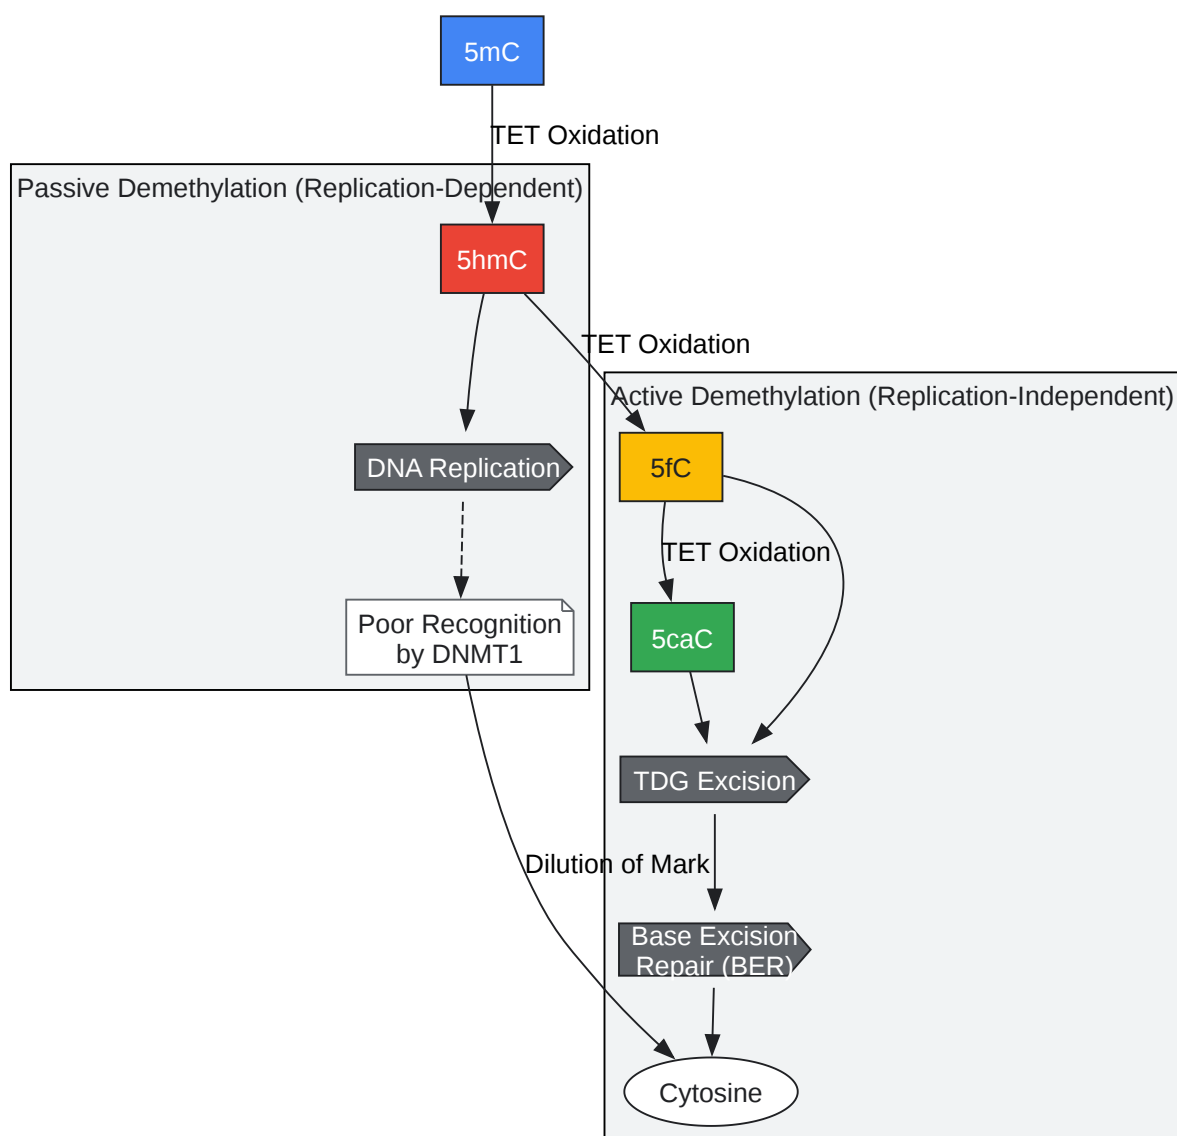 5mC
TET Oxidation
Passive Demethylation (Replication-Dependent)
5hmC
TET Oxidation
Active Demethylation (Replication-Independent)
DNA Replication
5fC
TET Oxidation
Poor Recognition
by DNMT1
5caC
TDG Excision
Dilution of Mark
Base Excision
Repair (BER)
Cytosine